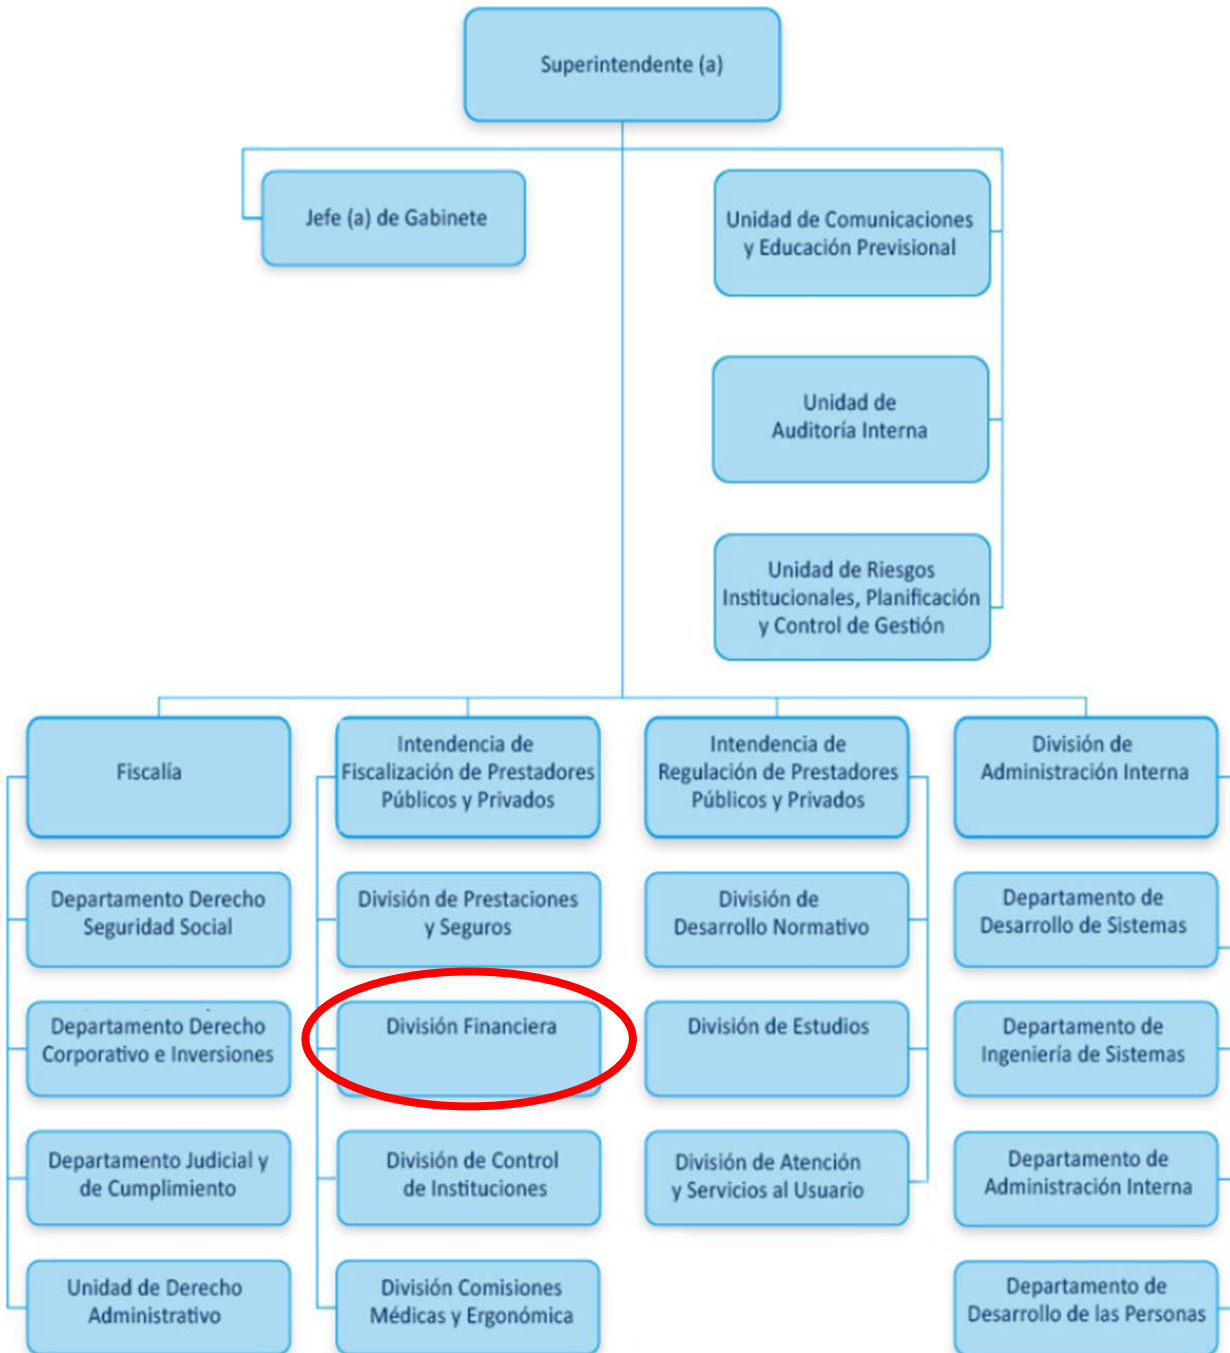 Superintendente (a)
Jefe (a) de Gabinete
Unidad de Comunicaciones
y Educación Previsional
Unidad de
Auditoría Interna
Unidad de Riesgos
Institucionales, Planificación
y Control de Gestión
Fiscalía
Departamento Derecho
Seguridad Social
Departamento Derecho
Corporativo e Inversiones
Departamento Judicial y
de Cumplimiento
Unidad de Derecho
Administrativo
Intendencia de
Fiscalización de Prestadores
Públicos y Privados
División de Prestaciones
y Seguros
División Financiera
División de Control
de Instituciones
División Comisiones
Médicas y Ergonómica
Intendencia de
Regulación de Prestadores
Públicos y Privados
División de
Desarrollo Normativo
División de Estudios
División de Atención
y Servicios al Usuario
División de
Administración Interna
Departamento de
Desarrollo de Sistemas
Departamento de
Ingeniería de Sistemas
Departamento de
Administración Interna
Departamento de
Desarrollo de las Personas